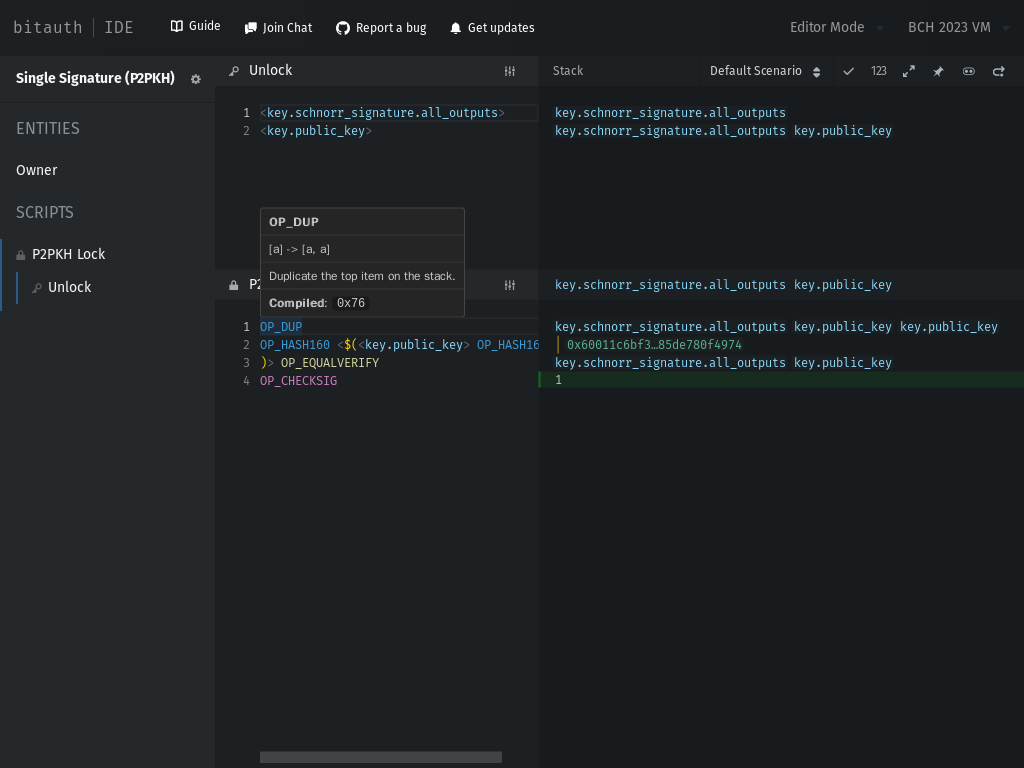 bitauth IDE Guide Join Chat Report a bug Get updates Editor Mode BCH 2023 VM
Single Signature (P2PKH)
ENTITIES
Owner
SCRIPTS
P2PKH Lock
Unlock
Unlock
1 <key.schnorr_signature.all_outputs>
2 <key.public_key>
OP_DUP
[a] -> [a, a]
Duplicate the top item on the stack.
Compiled: 0x76
1 OP_DUP
2 OP_HASH160 <$(<key.public_key> OP_HASH16
3 )> OP_EQUALVERIFY
4 OP_CHECKSIG
Stack Default Scenario 123
key.schnorr_signature.all_outputs
key.schnorr_signature.all_outputs key.public_key
key.schnorr_signature.all_outputs key.public_key
key.schnorr_signature.all_outputs key.public_key key.public_key
0x60011c6bf3…85de780f4974
key.schnorr_signature.all_outputs key.public_key
1